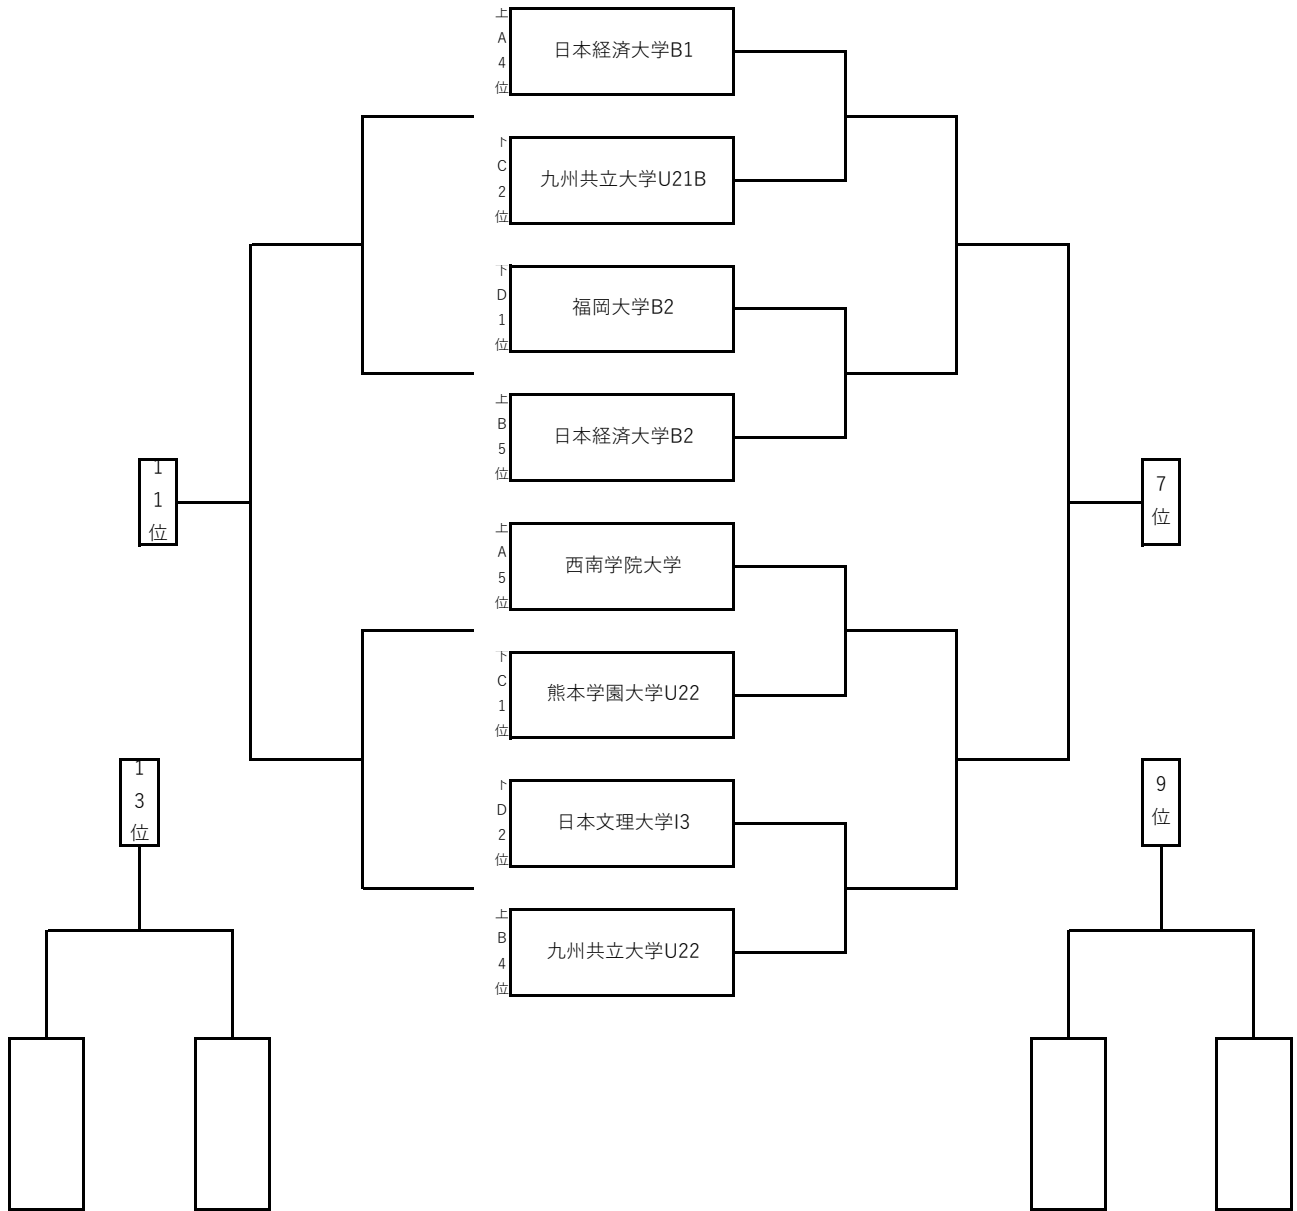 上A4位
日本経済大学B1
下C2位
九州共立大学U21B
下D1位
福岡大学B2
上B5位
日本経済大学B2
11位
7位
上A5位
西南学院大学
下C1位
熊本学園大学U22
13位
9位
下D2位
日本文理大学I3
上B4位
九州共立大学U22